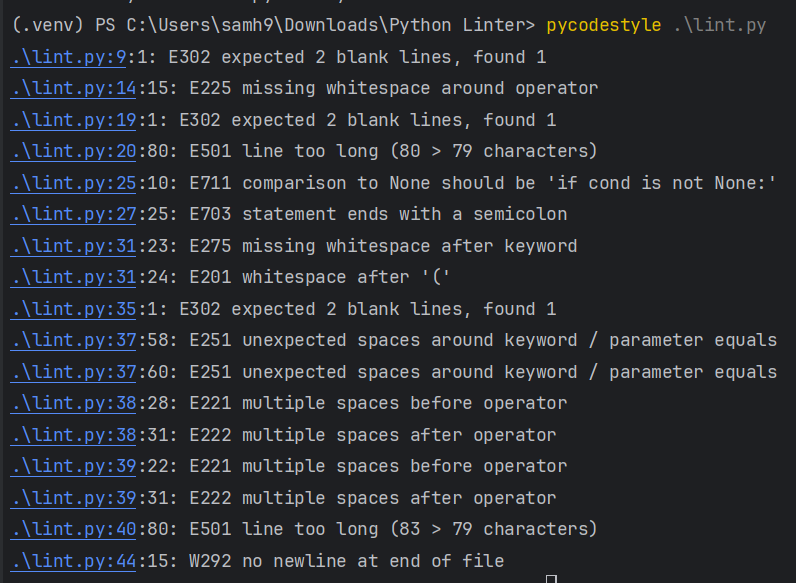 (.venv) PS C:\Users\samh9\Downloads\Python Linter> pycodestyle .\lint.py
.\lint.py:9:1: E302 expected 2 blank lines, found 1
.\lint.py:14:15: E225 missing whitespace around operator
.\lint.py:19:1: E302 expected 2 blank lines, found 1
.\lint.py:20:80: E501 line too long (80 > 79 characters)
.\lint.py:25:10: E711 comparison to None should be 'if cond is not None:'
.\lint.py:27:25: E703 statement ends with a semicolon
.\lint.py:31:23: E275 missing whitespace after keyword
.\lint.py:31:24: E201 whitespace after '('
.\lint.py:35:1: E302 expected 2 blank lines, found 1
.\lint.py:37:58: E251 unexpected spaces around keyword / parameter equals
.\lint.py:37:60: E251 unexpected spaces around keyword / parameter equals
.\lint.py:38:28: E221 multiple spaces before operator
.\lint.py:38:31: E222 multiple spaces after operator
.\lint.py:39:22: E221 multiple spaces before operator
.\lint.py:39:31: E222 multiple spaces after operator
.\lint.py:40:80: E501 line too long (83 > 79 characters)
.\lint.py:44:15: W292 no newline at end of file